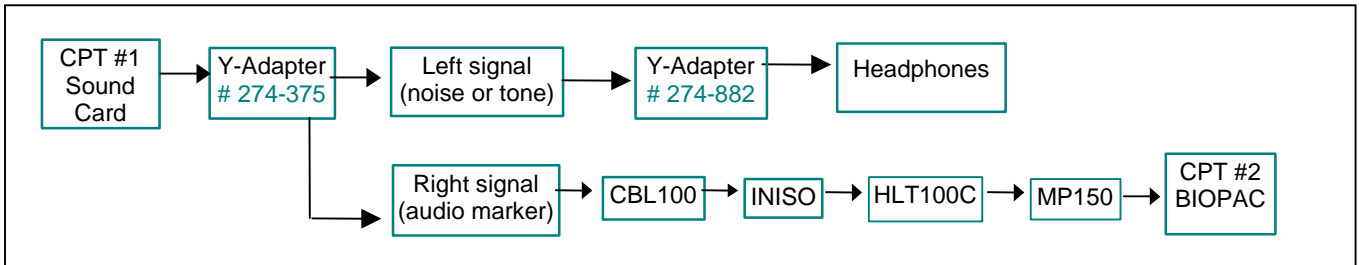 CPT #1
Sound
Card
Y-Adapter
# 274-375
Left signal
(noise or tone)
Y-Adapter
# 274-882
Headphones
Right signal
(audio marker)
CBL100
INISO
HLT100C
MP150
CPT #2
BIOPAC